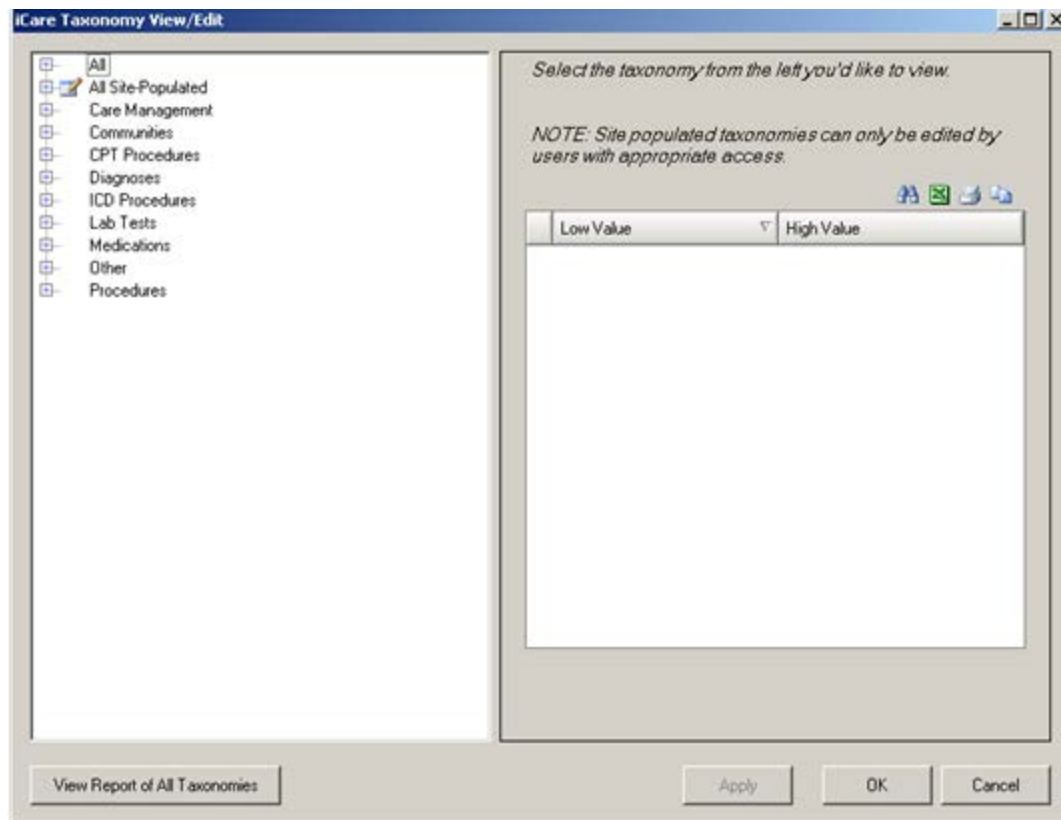 iCare Taxonomy View/Edit
All
All Site-Populated
Care Management
Communities
CPT Procedures
Diagnoses
ICD Procedures
Lab Tests
Medications
Other
Procedures
Select the taxonomy from the left you'd like to view.
NOTE: Site populated taxonomies can only be edited by
users with appropriate access.
Low Value
High Value
View Report of All Taxonomies
Apply
OK
Cancel